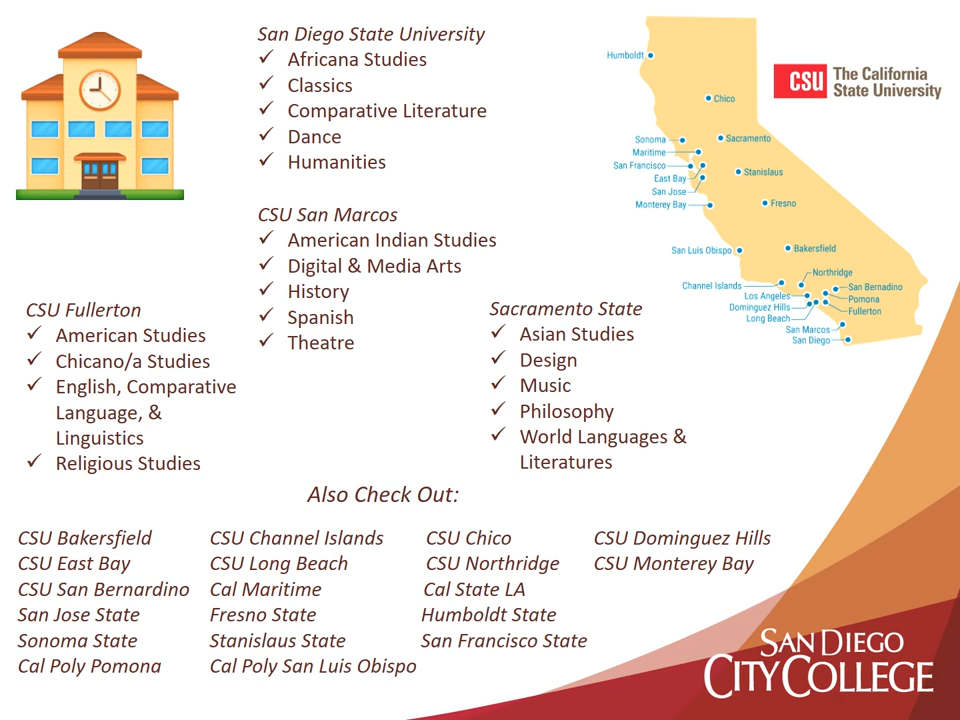 San Diego State University
✓ Africana Studies
✓ Classics
✓ Comparative Literature
✓ Dance
✓ Humanities
CSU San Marcos
✓ American Indian Studies
✓ Digital & Media Arts
✓ History
✓ Spanish
✓ Theatre
CSU Fullerton
✓ American Studies
✓ Chicano/a Studies
✓ English, Comparative
Language, &
Linguistics
✓ Religious Studies
Sacramento State
✓ Asian Studies
✓ Design
✓ Music
✓ Philosophy
✓ World Languages &
Literatures
CSU The California
State University
Humboldt
Chico
Sonoma
Sacramento
Maritime
San Francisco
East Bay
Stanislaus
San Jose
Monterey Bay
Fresno
San Luis Obispo
Bakersfield
Northridge
Channel Islands
San Bernadino
Los Angeles
Pomona
Dominguez Hills
Fullerton
Long Beach
San Marcos
San Diego
Also Check Out:
CSU Bakersfield CSU Channel Islands CSU Chico CSU Dominguez Hills
CSU East Bay CSU Long Beach CSU Northridge CSU Monterey Bay
CSU San Bernardino Cal Maritime Cal State LA
San Jose State Fresno State Humboldt State
Sonoma State Stanislaus State San Francisco State
Cal Poly Pomona Cal Poly San Luis Obispo
SAN DIEGO
CITY COLLEGE